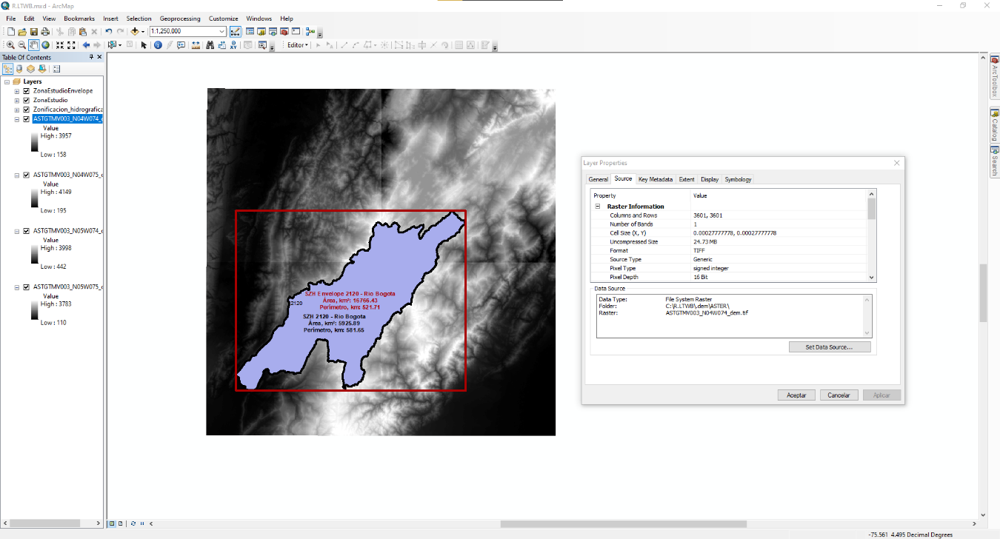 R.LTWB.mxd - ArcMap
File Edit View Bookmarks Insert Selection Geoprocessing Customize Windows Help
1:1,250,000
Editor
Table Of Contents
Layers
ZonaEstudioEnvelope
ZonaEstudio
Zonificacion_hidrografica
ASTGTMV003_N04W074_
Value
High : 3957
Low : 158
ASTGTMV003_N04W075_
Value
High : 4149
Low : 195
ASTGTMV003_N05W074_
Value
High : 3998
Low : 442
ASTGTMV003_N05W075_
Value
High : 3783
Low : 110
SZH Envelope 2120 - Rio Bogota
Área, km²: 16766.43
Perímetro, km: 521.71
2120
SZH 2120 - Rio Bogota
Área, km²: 5925.89
Perímetro, km: 581.65
Layer Properties
General Source Key Metadata Extent Display Symbology
Property Value
Raster Information
Columns and Rows 3601, 3601
Number of Bands 1
Cell Size (X, Y) 0.00027777778, 0.00027777778
Uncompressed Size 24.73 MB
Format TIFF
Source Type Generic
Pixel Type signed integer
Pixel Depth 16 Bit
Data Source
Data Type: File System Raster
Folder: C:\R.LTWB\.dem\ASTER\
Raster: ASTGTMV003_N04W074_dem.tif
Set Data Source...
Aceptar Cancelar Aplicar
ArcToolbox
Catalog
Search
-75.561 4.495 Decimal Degrees